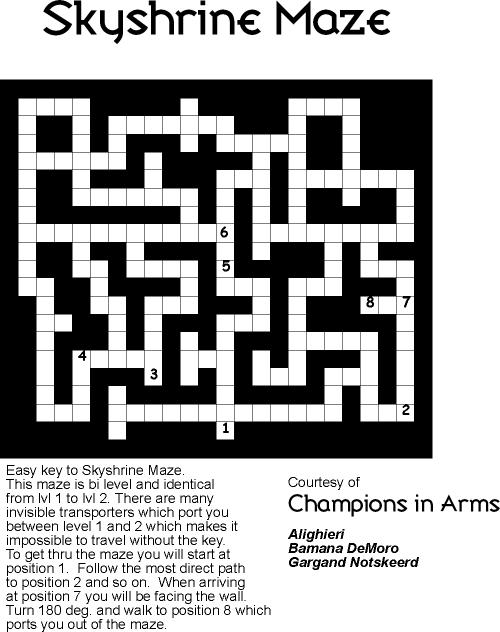 Skyshrine Maze
6
5
8 7
4
3
2
1
Easy key to Skyshrine Maze.
This maze is bi level and identical
from lvl 1 to lvl 2. There are many
invisible transporters which port you
between level 1 and 2 which makes it
impossible to travel without the key.
To get thru the maze you will start at
position 1. Follow the most direct path
to position 2 and so on. When arriving
at position 7 you will be facing the wall.
Turn 180 deg. and walk to position 8 which
ports you out of the maze.
Courtesy of
Champions in Arms
Alighieri
Bamana DeMoro
Gargand Notskeerd